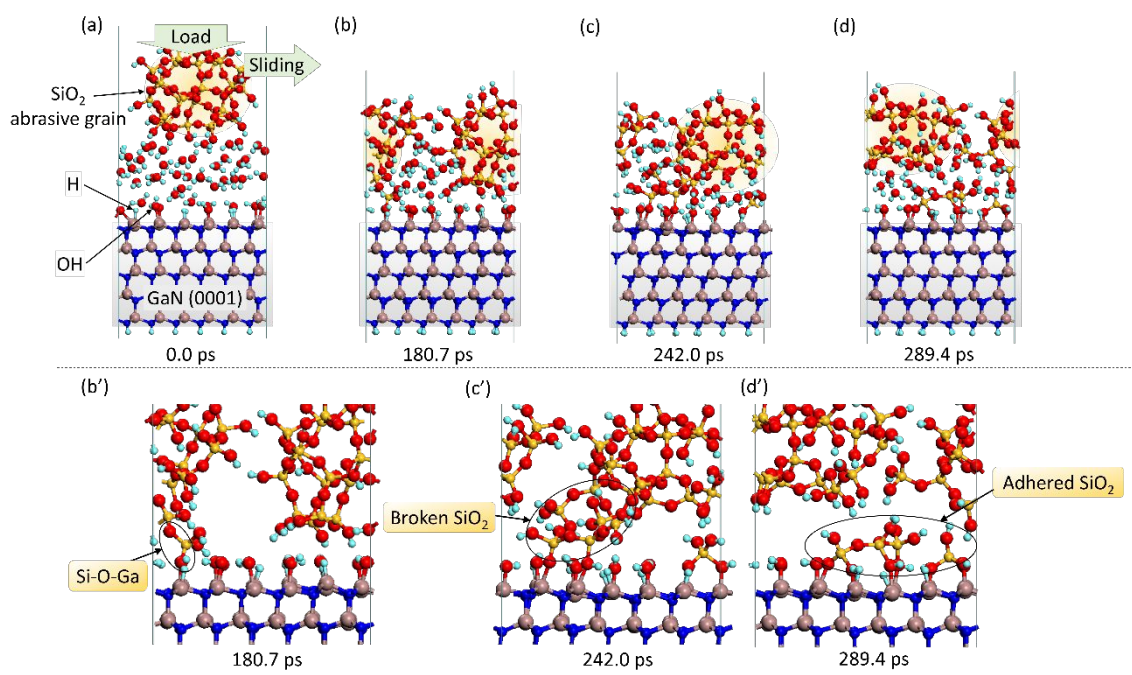 (a)
(b)
(c)
(d)
Load
Sliding
SiO2
abrasive grain
H
OH
GaN (0001)
0.0 ps
180.7 ps
242.0 ps
289.4 ps
(b’)
(c’)
(d’)
Adhered SiO2
Broken SiO2
Si-O-Ga
180.7 ps
242.0 ps
289.4 ps